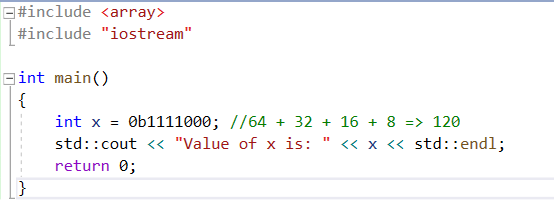 #include <array>
#include "iostream"
int main()
{
int x = 0b1111000; //64 + 32 + 16 + 8 => 120
std::cout << "Value of x is: " << x << std::endl;
return 0;
}